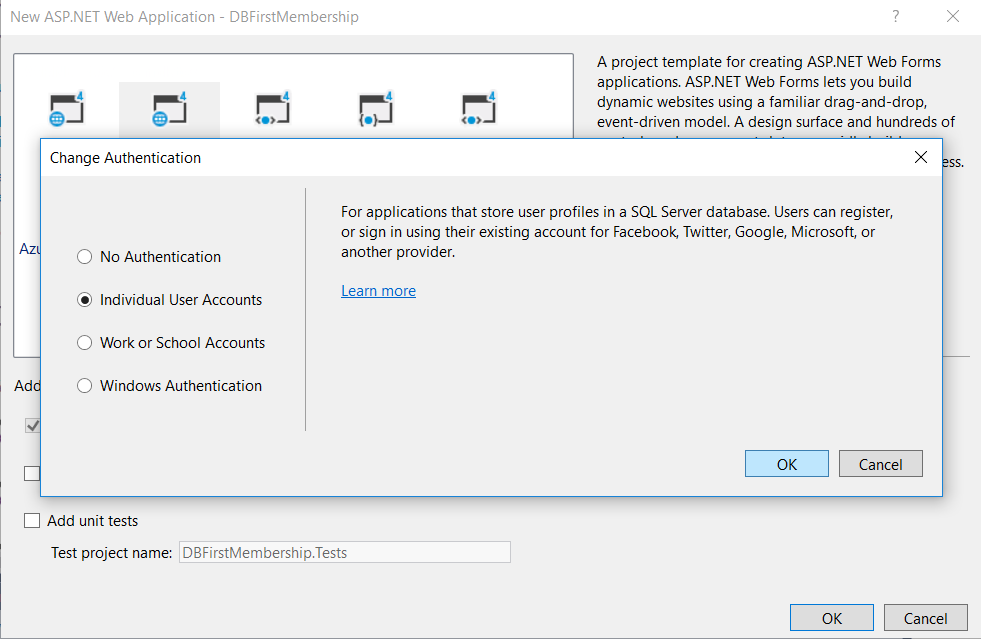 New ASP.NET Web Application - DBFirstMembership
?
4
4
4
4
4
A project template for creating ASP.NET Web Forms
applications. ASP.NET Web Forms lets you build
dynamic websites using a familiar drag-and-drop,
event-driven model. A design surface and hundreds of
ess.
Change Authentication
For applications that store user profiles in a SQL Server database. Users can register,
or sign in using their existing account for Facebook, Twitter, Google, Microsoft, or
another provider.
Learn more
Azu
No Authentication
Individual User Accounts
Work or School Accounts
Windows Authentication
Add
OK
Cancel
Add unit tests
Test project name:
DBFirstMembership.Tests
OK
Cancel